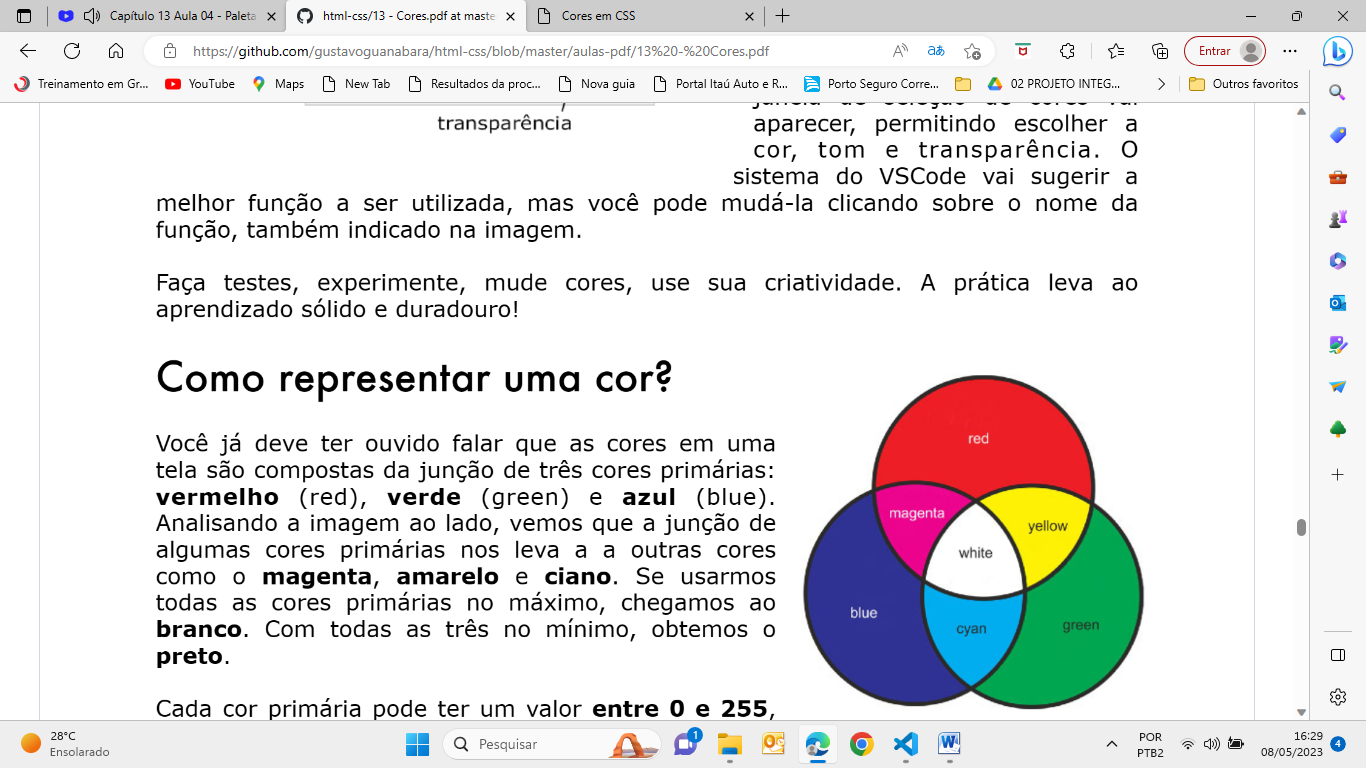 Capítulo 13 Aula 04 - Paleta
html-css/13 - Cores.pdf at maste
Cores em CSS
https://github.com/gustavoguanabara/html-css/blob/master/aulas-pdf/13%20-%20Cores.pdf
Entrar
Treinamento em Gr...
YouTube
Maps
New Tab
Resultados da proc...
Nova guia
Portal Itaú Auto e R...
Porto Seguro Corre...
02 PROJETO INTEG...
Outros favoritos
transparência
janela de seleção de cores vai
aparecer, permitindo escolher a
cor, tom e transparência. O
sistema do VSCode vai sugerir a
melhor função a ser utilizada, mas você pode mudá-la clicando sobre o nome da
função, também indicado na imagem.
Faça testes, experimente, mude cores, use sua criatividade. A prática leva ao
aprendizado sólido e duradouro!
Como representar uma cor?
Você já deve ter ouvido falar que as cores em uma
tela são compostas da junção de três cores primárias:
vermelho (red), verde (green) e azul (blue).
Analisando a imagem ao lado, vemos que a junção de
algumas cores primárias nos leva a a outras cores
como o magenta, amarelo e ciano. Se usarmos
todas as cores primárias no máximo, chegamos ao
branco. Com todas as três no mínimo, obtemos o
preto.
Cada cor primária pode ter um valor entre 0 e 255,
red
magenta
yellow
white
blue
cyan
green
28°C
Ensolarado
Pesquisar
1
POR
PTB2
16:29
08/05/2023
4